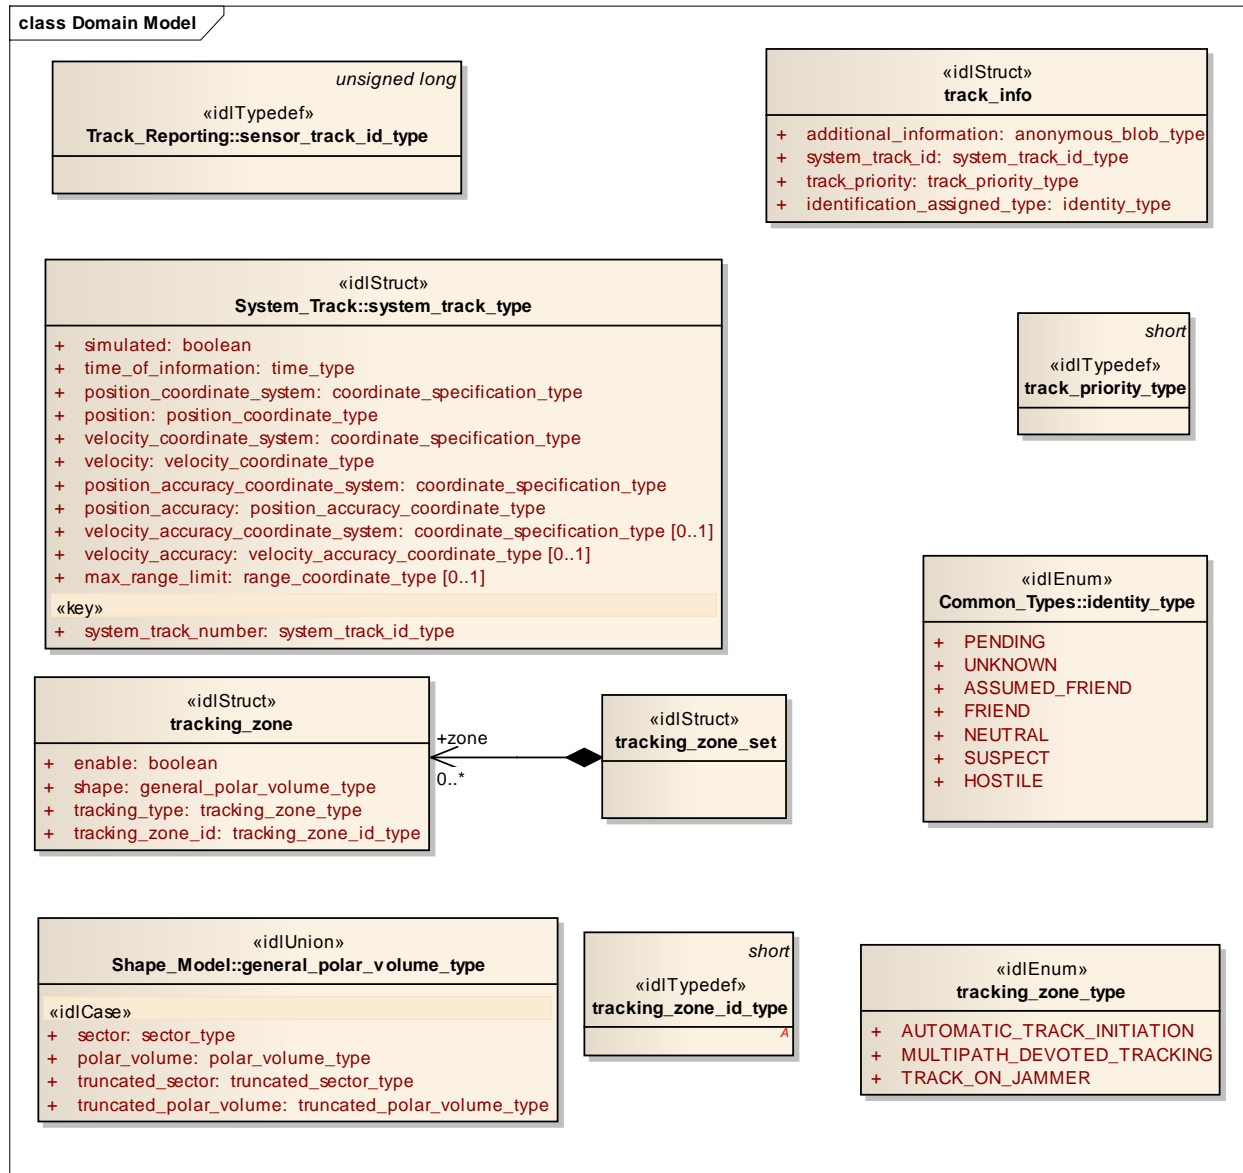 class Domain Model
unsigned long
«idlTypedef»
Track_Reporting::sensor_track_id_type
«idlStruct»
track_info
+ additional_information: anonymous_blob_type
+ system_track_id: system_track_id_type
+ track_priority: track_priority_type
+ identification_assigned_type: identity_type
«idlStruct»
System_Track::system_track_type
+ simulated: boolean
+ time_of_information: time_type
+ position_coordinate_system: coordinate_specification_type
+ position: position_coordinate_type
+ velocity_coordinate_system: coordinate_specification_type
+ velocity: velocity_coordinate_type
+ position_accuracy_coordinate_system: coordinate_specification_type
+ position_accuracy: position_accuracy_coordinate_type
+ velocity_accuracy_coordinate_system: coordinate_specification_type [0..1]
+ velocity_accuracy: velocity_accuracy_coordinate_type [0..1]
+ max_range_limit: range_coordinate_type [0..1]
«key»
+ system_track_number: system_track_id_type
short
«idlTypedef»
track_priority_type
«idlEnum»
Common_Types::identity_type
+ PENDING
+ UNKNOWN
+ ASSUMED_FRIEND
+ FRIEND
+ NEUTRAL
+ SUSPECT
+ HOSTILE
«idlStruct»
tracking_zone
+ enable: boolean
+ shape: general_polar_volume_type
+ tracking_type: tracking_zone_type
+ tracking_zone_id: tracking_zone_id_type
+zone
0..*
«idlStruct»
tracking_zone_set
«idlUnion»
Shape_Model::general_polar_volume_type
«idlCase»
+ sector: sector_type
+ polar_volume: polar_volume_type
+ truncated_sector: truncated_sector_type
+ truncated_polar_volume: truncated_polar_volume_type
short
«idlTypedef»
tracking_zone_id_type
A
«idlEnum»
tracking_zone_type
+ AUTOMATIC_TRACK_INITIATION
+ MULTIPATH_DEVOTED_TRACKING
+ TRACK_ON_JAMMER